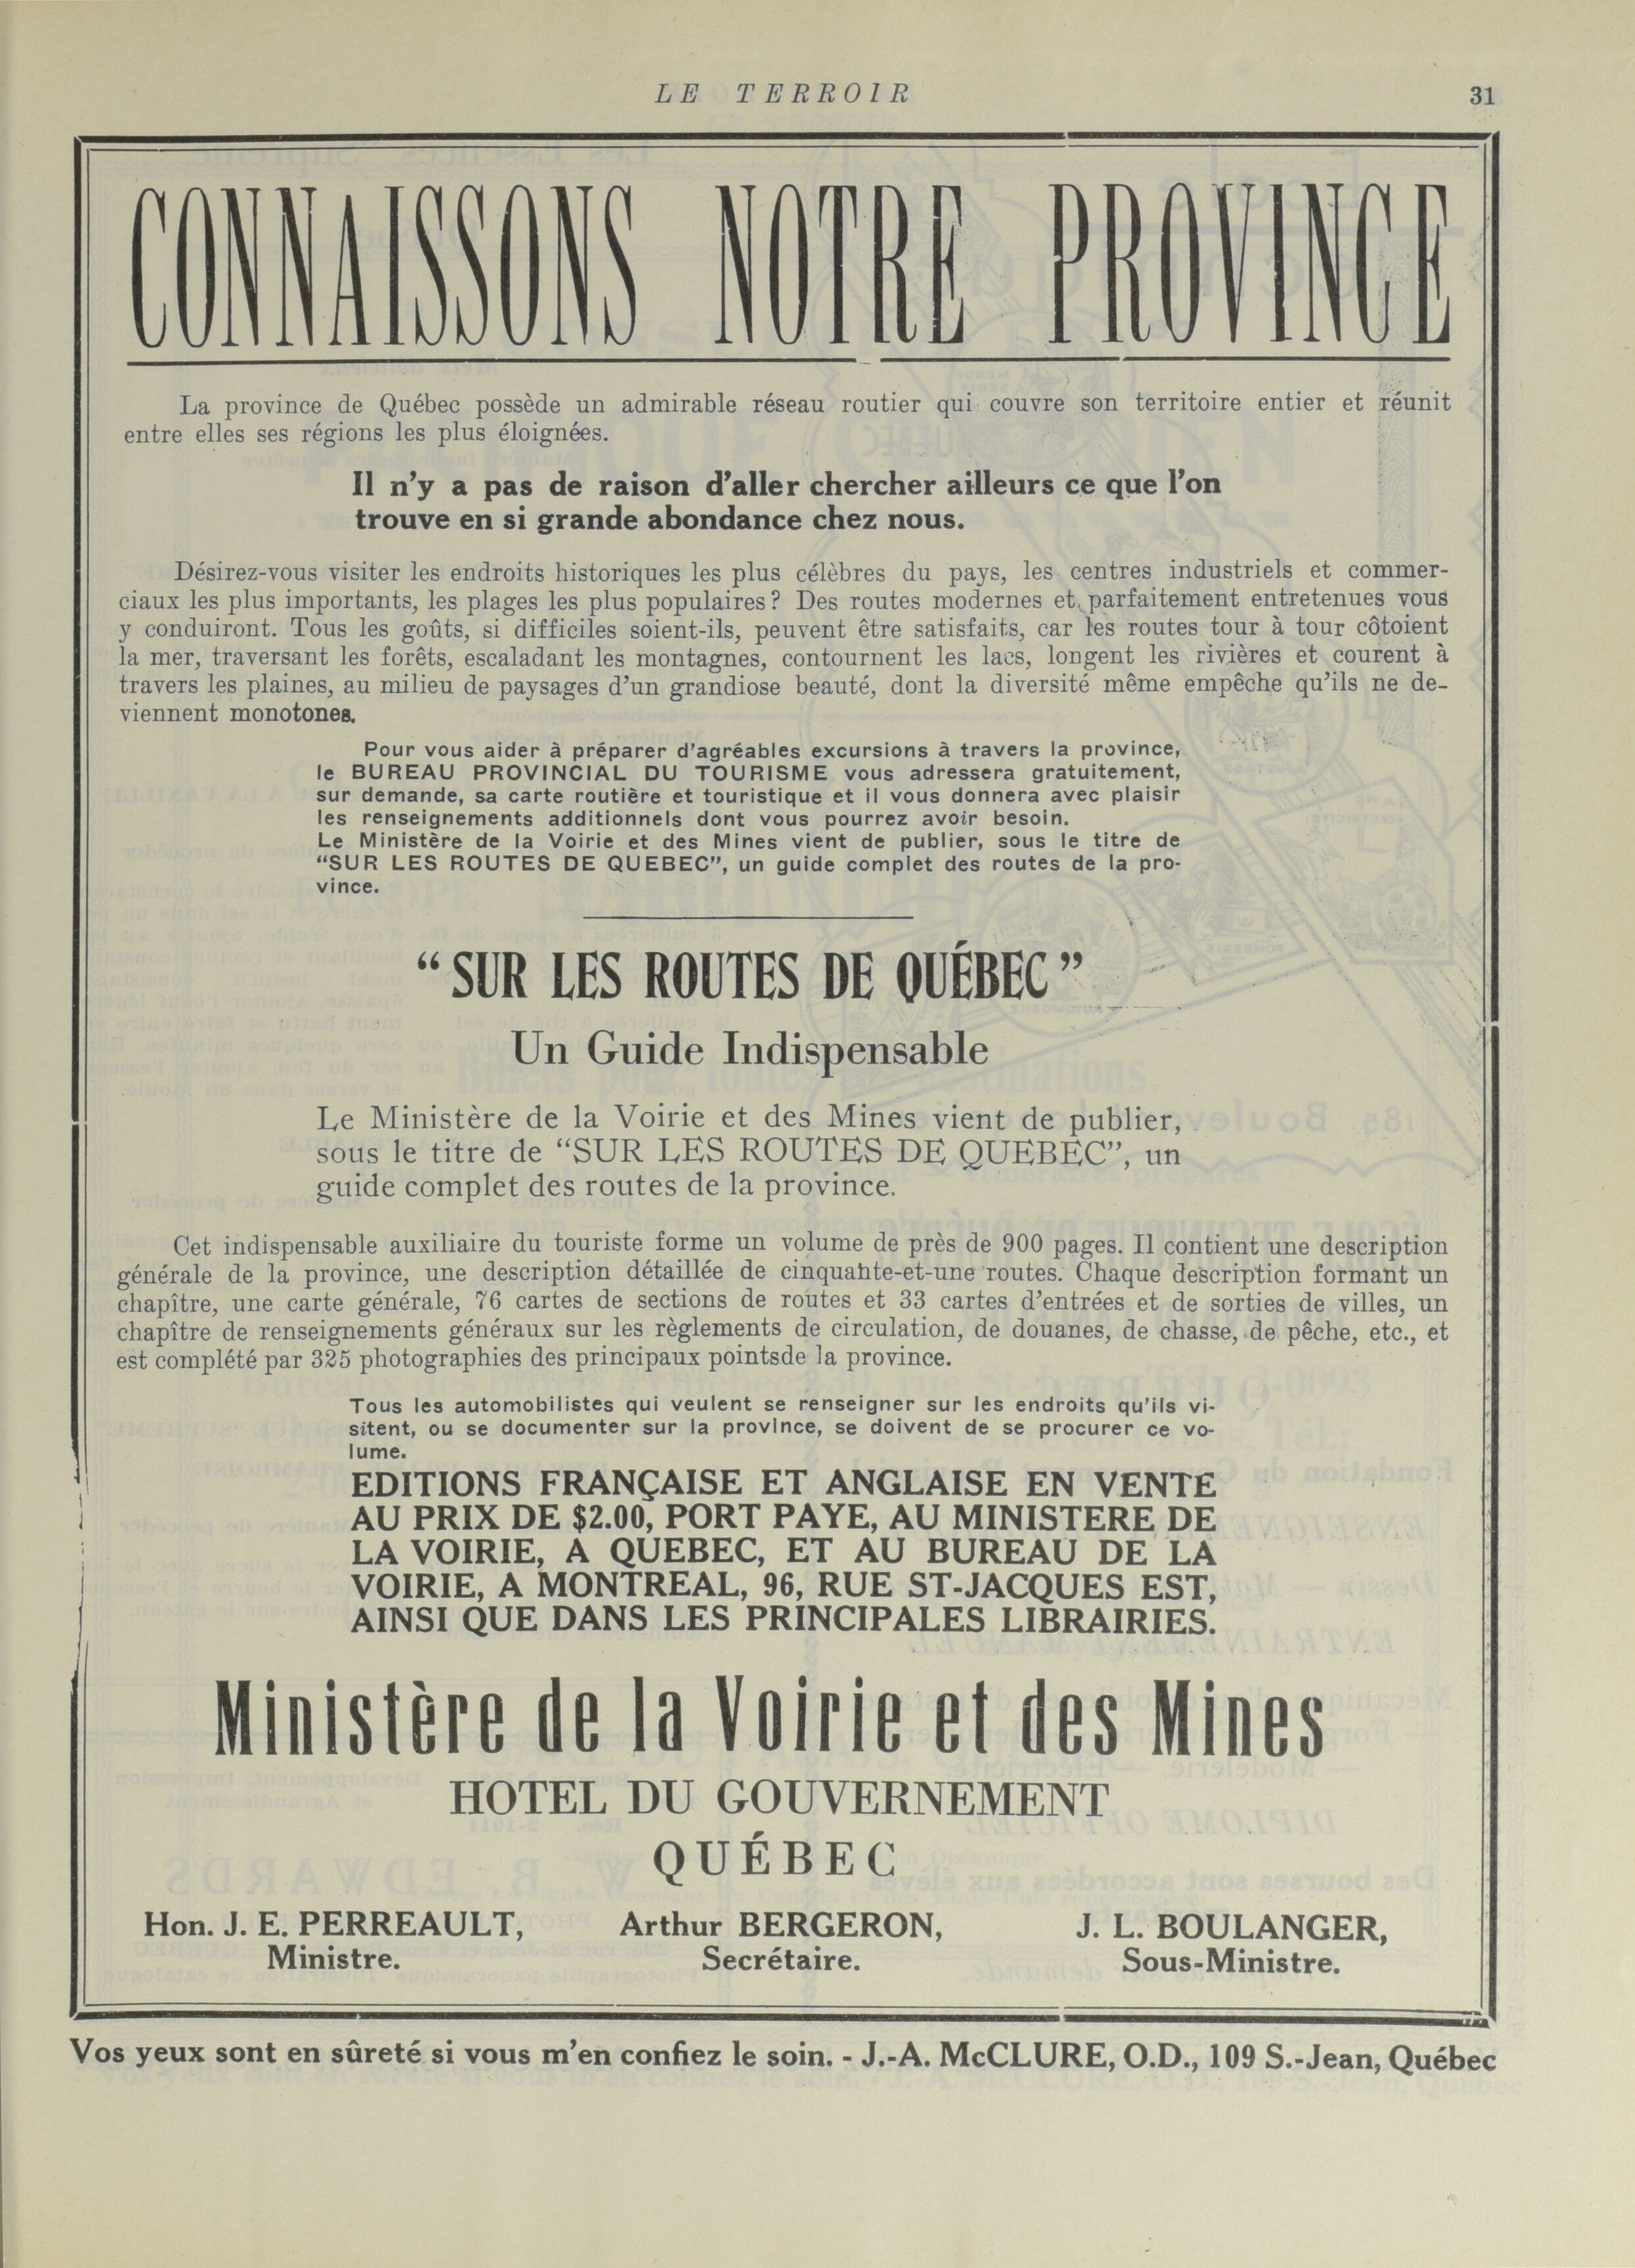 LE TERROIR
31
CONNAISSONS NOTRE PROVINCE
La province de Québec possède un admirable réseau routier qui couvre son territoire entier et réunit
entre elles ses régions les plus éloignées.
Il n'y a pas de raison d'aller chercher ailleurs ce que l'on
trouve en si grande abondance chez nous.
Désirez-vous visiter les endroits historiques les plus célèbres du pays, les centres industriels et commer-
ciaux les plus importants, les plages les plus populaires? Des routes modernes et parfaitement entretenues vous
y conduiront. Tous les goûts, si difficiles soient-ils, peuvent être satisfaits, car les routes tour à tour côtoient
la mer, traversant les forêts, escaladant les montagnes, contournent les lacs, longent les rivières et courent à
travers les plaines, au milieu de paysages d'un grandiose beauté, dont la diversité même empêche qu'ils ne de-
viennent monotones.
Pour vous aider à préparer d'agréables excursions à travers la province,
le BUREAU PROVINCIAL DU TOURISME vous adressera gratuitement,
sur demande, sa carte routière et touristique et il vous donnera avec plaisir
les renseignements additionnels dont vous pourrez avoir besoin.
Le Ministère de la Voirie et des Mines vient de publier, sous le titre de
"SUR LES ROUTES DE QUEBEC", un guide complet des routes de la pro-
vince.
"SUR LES ROUTES DE QUÉBEC"
Un Guide Indispensable
Le Ministère de la Voirie et des Mines vient de publier,
sous le titre de "SUR LES ROUTES DE QUEBEC", un
guide complet des routes de la province.
Cet indispensable auxiliaire du touriste forme un volume de près de 900 pages. Il contient une description
générale de la province, une description détaillée de cinquante-et-une routes. Chaque description formant un
chapître, une carte générale, 76 cartes de sections de routes et 33 cartes d'entrées et de sorties de villes, un
chapître de renseignements généraux sur les règlements de circulation, de douanes, de chasse, de pêche, etc., et
est complété par 325 photographies des principaux pointsde la province.
Tous les automobilistes qui veulent se renseigner sur les endroits qu'ils vi-
sitent, ou se documenter sur la province, se doivent de se procurer ce vo-
lume.
EDITIONS FRANÇAISE ET ANGLAISE EN VENTE
AU PRIX DE $2.00, PORT PAYE, AU MINISTERE DE
LA VOIRIE, A QUEBEC, ET AU BUREAU DE LA
VOIRIE, A MONTREAL, 96, RUE ST-JACQUES EST,
AINSI QUE DANS LES PRINCIPALES LIBRAIRIES.
Ministère de la Voirie et des Mines
HOTEL DU GOUVERNEMENT
QUÉBEC
Hon. J. E. PERREAULT,
Ministre.
Arthur BERGERON,
Secrétaire.
J. L. BOULANGER,
Sous-Ministre.
Vos yeux sont en sûreté si vous m'en confiez le soin. - J.-A. McCLURE, O.D., 109 S.-Jean, Québec